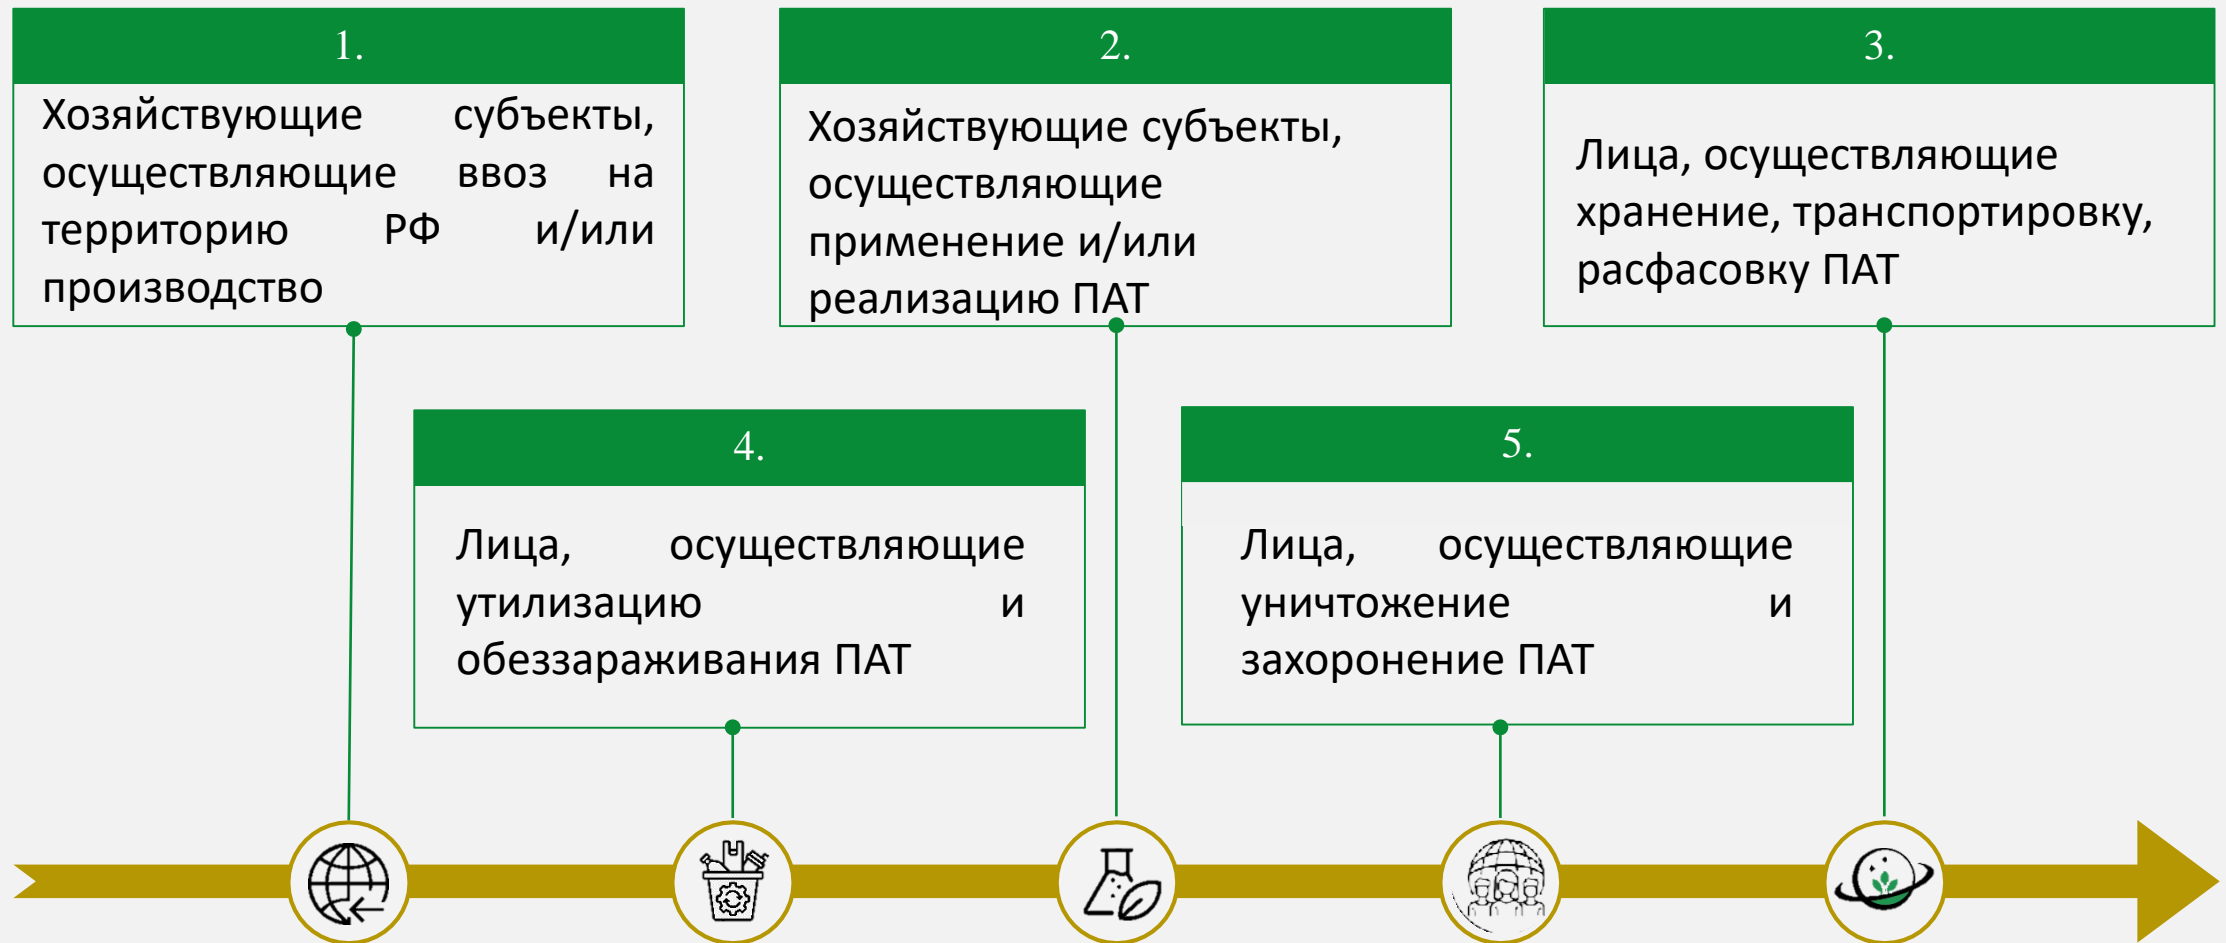 1.
Хозяйствующие субъекты,
осуществляющие ввоз на
территорию РФ и/или
производство
2.
Хозяйствующие субъекты,
осуществляющие
применение и/или
реализацию ПАТ
3.
Лица, осуществляющие
хранение, транспортировку,
расфасовку ПАТ
4.
Лица, осуществляющие
утилизацию и
обеззараживания ПАТ
5.
Лица, осуществляющие
уничтожение и
захоронение ПАТ